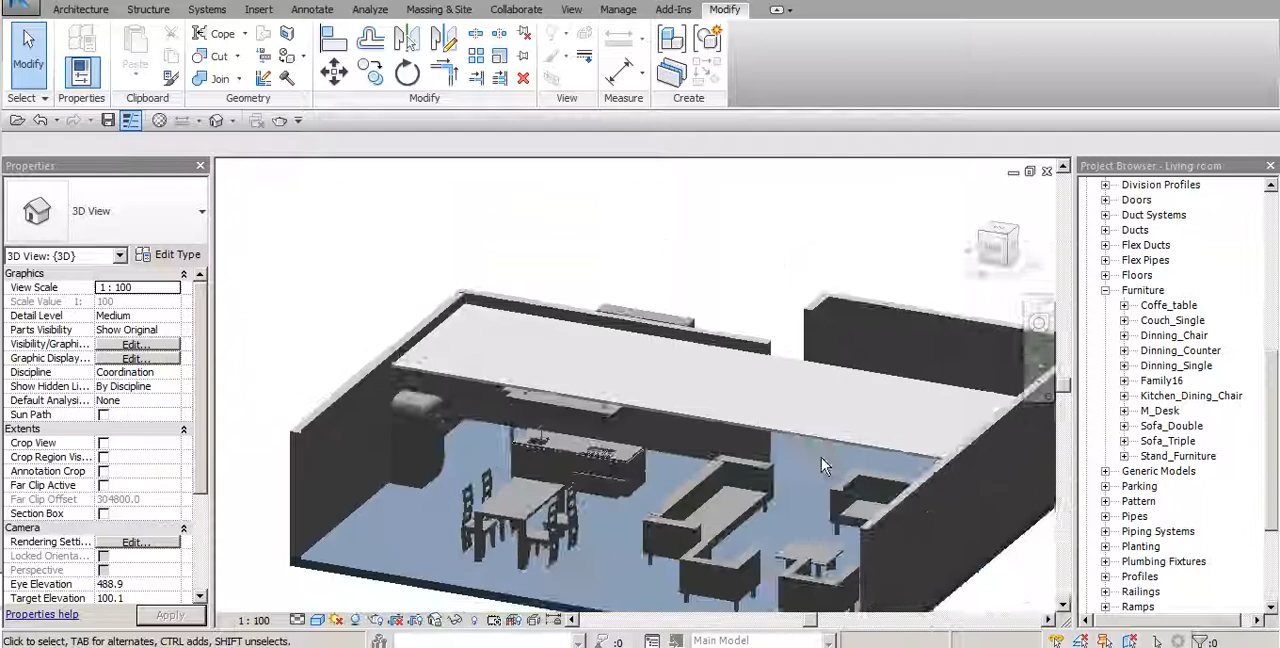 Architecture Structure Systems Insert Annotate Analyze Massing & Site Collaborate View Manage Add-Ins Modify
Modify
Paste
Cope
Cut
Join
Select Properties Clipboard Geometry Modify View Measure Create
Properties
3D View
3D View: {3D} Edit Type
Graphics
View Scale 1 : 100
Scale Value 1: 100
Detail Level Medium
Parts Visibility Show Original
Visibility/Graphi... Edit...
Graphic Display... Edit...
Discipline Coordination
Show Hidden Li... By Discipline
Default Analysi... None
Sun Path
Extents
Crop View
Crop Region Vis...
Annotation Crop
Far Clip Active
Far Clip Offset 304800.0
Section Box
Camera
Rendering Setti... Edit...
Locked Orienta...
Perspective
Eye Elevation 488.9
Target Elevation 100.1
Properties help Apply
Project Browser - Living room
Division Profiles
Doors
Duct Systems
Ducts
Flex Ducts
Flex Pipes
Floors
Furniture
Coffe_table
Couch_Single
Dinning_Chair
Dinning_Counter
Dinning_Single
Family16
Kitchen_Dining_Chair
M_Desk
Sofa_Double
Sofa_Triple
Stand_Furniture
Generic Models
Parking
Pattern
Pipes
Piping Systems
Planting
Plumbing Fixtures
Profiles
Railings
Ramps
1 : 100
Click to select, TAB for alternates, CTRL adds, SHIFT unselects. :0 Main Model :0